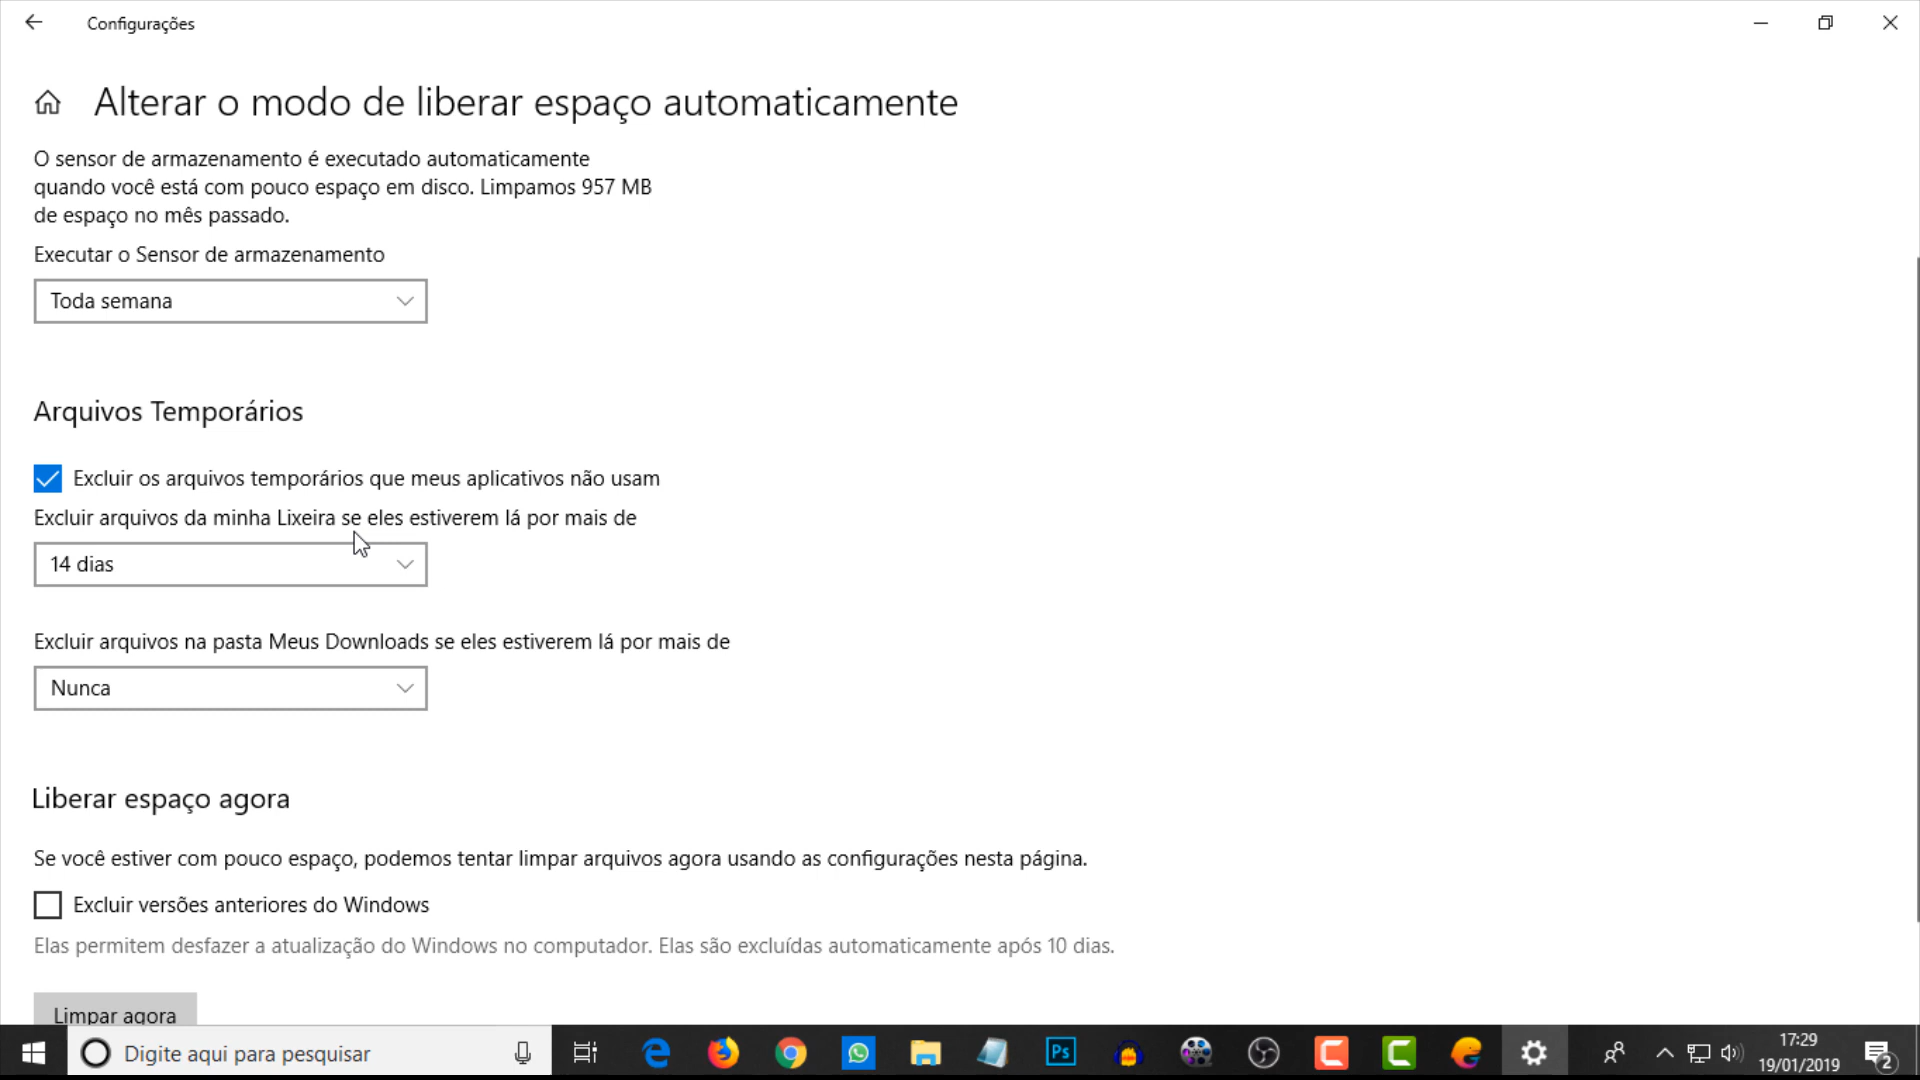 Configurações
Alterar o modo de liberar espaço automaticamente
O sensor de armazenamento é executado automaticamente
quando você está com pouco espaço em disco. Limpamos 957 MB
de espaço no mês passado.
Executar o Sensor de armazenamento
Toda semana
Arquivos Temporários
Excluir os arquivos temporários que meus aplicativos não usam
Excluir arquivos da minha Lixeira se eles estiverem lá por mais de
14 dias
Excluir arquivos na pasta Meus Downloads se eles estiverem lá por mais de
Nunca
Liberar espaço agora
Se você estiver com pouco espaço, podemos tentar limpar arquivos agora usando as configurações nesta página.
Excluir versões anteriores do Windows
Elas permitem desfazer a atualização do Windows no computador. Elas são excluídas automaticamente após 10 dias.
Limpar agora
Digite aqui para pesquisar
Ps
17:29
19/01/2019
2